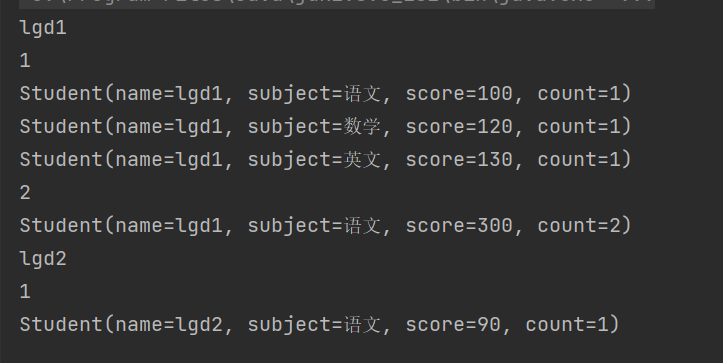 lgd1
1
Student(name=lgd1, subject=语文, score=100, count=1)
Student(name=lgd1, subject=数学, score=120, count=1)
Student(name=lgd1, subject=英文, score=130, count=1)
2
Student(name=lgd1, subject=语文, score=300, count=2)
lgd2
1
Student(name=lgd2, subject=语文, score=90, count=1)